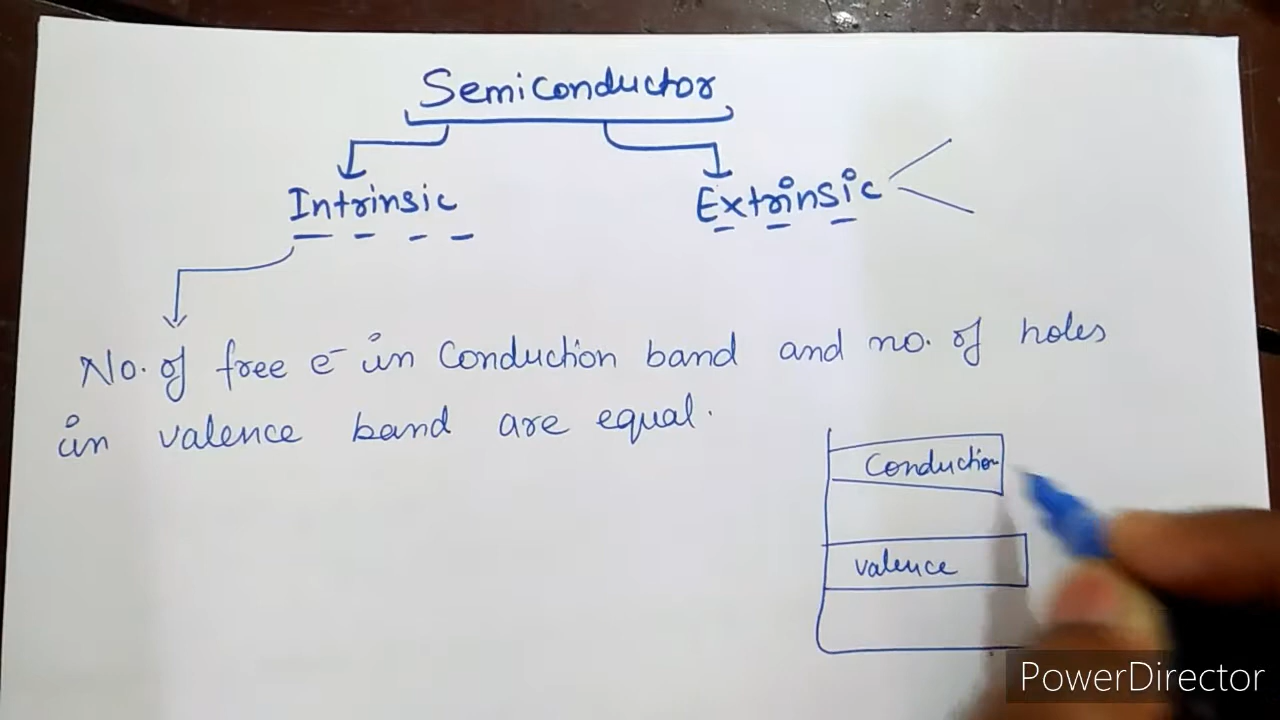 Semiconductor
Intrinsic Extrinsic
No. of free e⁻ in conduction band and no. of holes
in valence band are equal.
Conduction
valence
PowerDirector